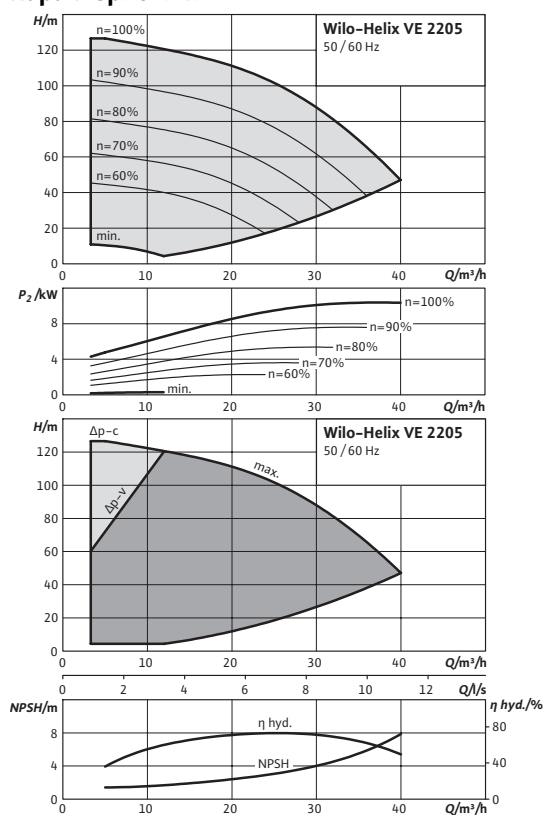 H/m
Wilo-Helix VE 2205
50 / 60 Hz
n=100%
n=90%
n=80%
n=70%
n=60%
min.
120
100
80
60
40
20
0
0 10 20 30 40 Q/m³/h
P₂ /kW
8
4
0
n=100%
n=90%
n=80%
n=70%
n=60%
min.
0 10 20 30 40 Q/m³/h
H/m
Δp-c
Wilo-Helix VE 2205
50 / 60 Hz
max.
Δp-v
120
100
80
60
40
20
0
0 10 20 30 40 Q/m³/h
0 2 4 6 8 10 12 Q/l/s
NPSH/m
η hyd./%
η hyd.
NPSH
8
4
0
80
40
0
0 10 20 30 40 Q/m³/h